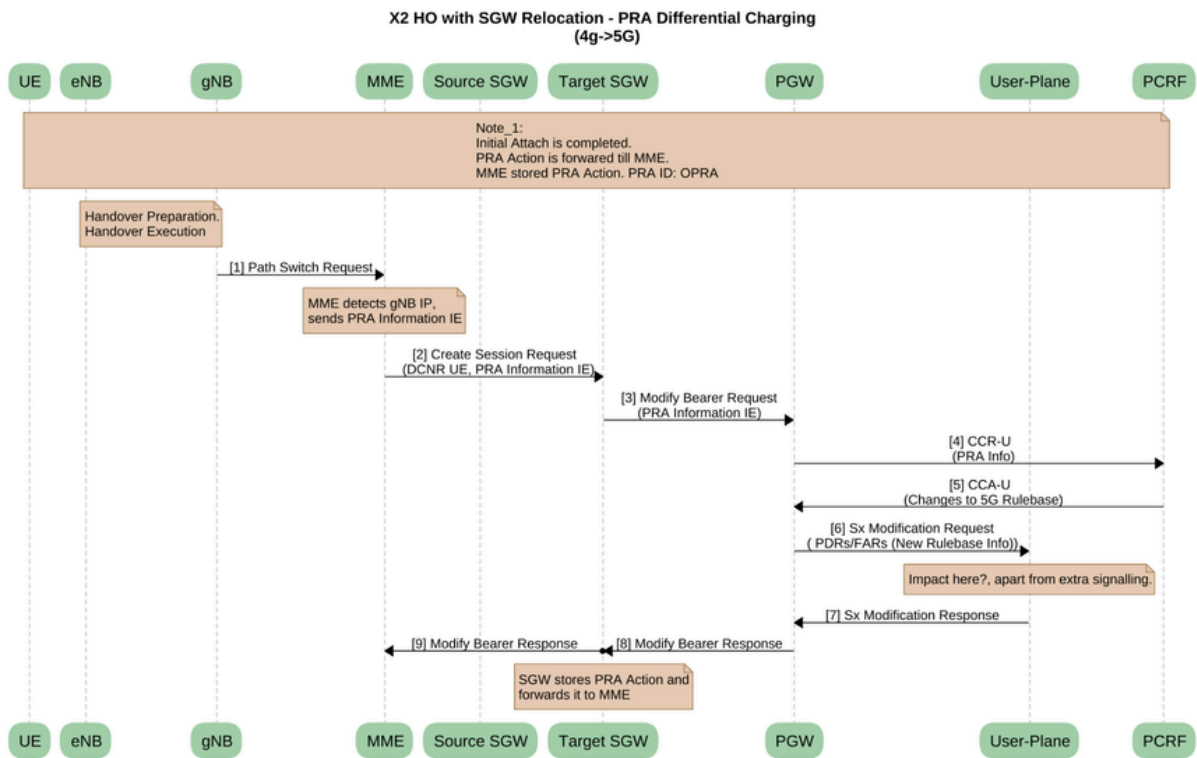 X2 HO with SGW Relocation - PRA Differential Charging
(4g->5G)
UE
eNB
gNB
MME
Source SGW
Target SGW
PGW
User-Plane
PCRF
Note_1:
Initial Attach is completed.
PRA Action is forwared till MME.
MME stored PRA Action. PRA ID: OPRA
Handover Preparation.
Handover Execution
[1] Path Switch Request
MME detects gNB IP,
sends PRA Information IE
[2] Create Session Request
(DCNR UE, PRA Information IE)
[3] Modify Bearer Request
(PRA Information IE)
[4] CCR-U
(PRA Info)
[5] CCA-U
(Changes to 5G Rulebase)
[6] Sx Modification Request
( PDRs/FARs (New Rulebase Info))
Impact here?, apart from extra signalling.
[7] Sx Modification Response
[9] Modify Bearer Response
[8] Modify Bearer Response
SGW stores PRA Action and
forwards it to MME
UE
eNB
gNB
MME
Source SGW
Target SGW
PGW
User-Plane
PCRF